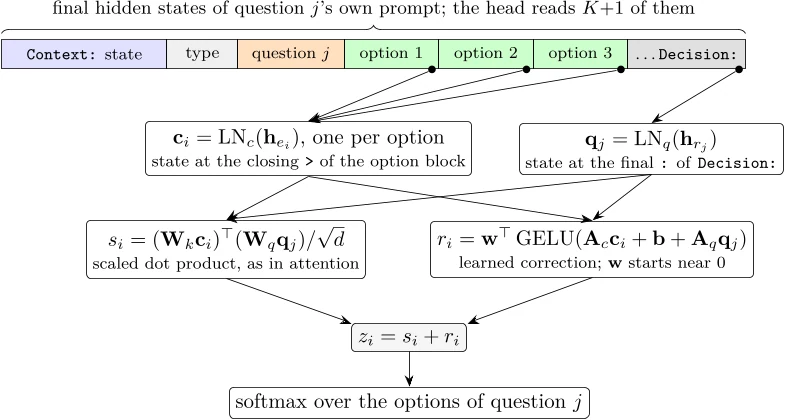 final hidden states of question j's own prompt; the head reads K+1 of them
Context: state type question j option 1 option 2 option 3 ...Decision:
c_i = LN_c(h_{e_i}), one per option
state at the closing > of the option block
q_j = LN_q(h_{r_j})
state at the final : of Decision:
s_i = (W_k c_i)^⊤(W_q q_j)/√d
scaled dot product, as in attention
r_i = w^⊤ GELU(A_c c_i + b + A_q q_j)
learned correction; w starts near 0
z_i = s_i + r_i
softmax over the options of question j